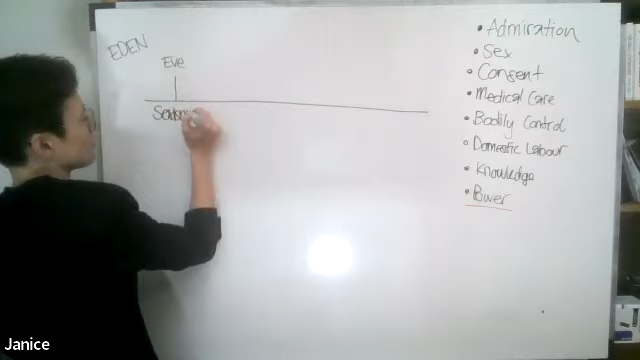 EDEN
Eve
Admiration
Sex
Consent
Medical Care
Bodily Control
Domestic Labour
Knowledge
Power
Janice